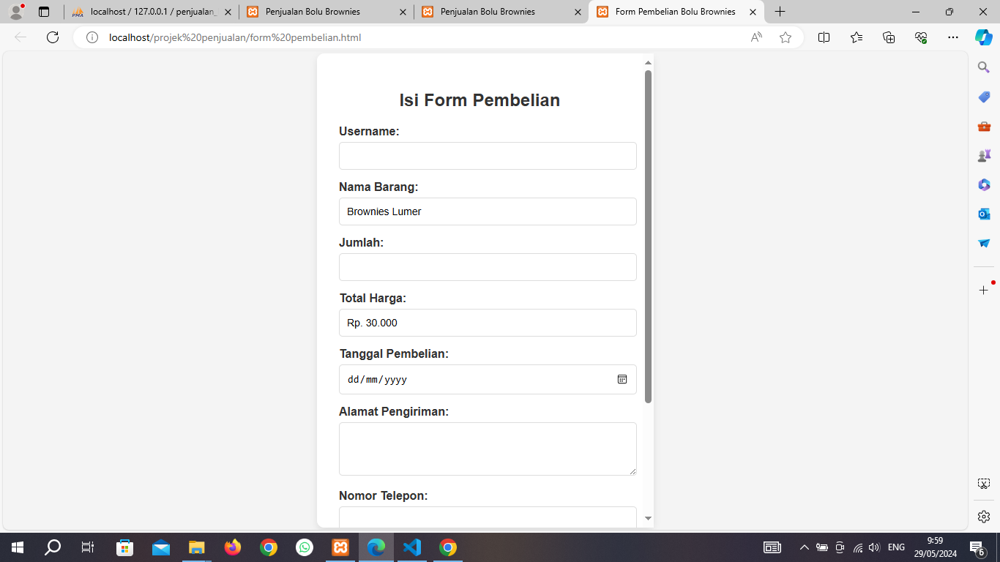 localhost / 127.0.0.1 / penjualan_
Penjualan Bolu Brownies
Penjualan Bolu Brownies
Form Pembelian Bolu Brownies
localhost/projek%20penjualan/form%20pembelian.html
Isi Form Pembelian
Username:
Nama Barang:
Brownies Lumer
Jumlah:
Total Harga:
Rp. 30.000
Tanggal Pembelian:
dd/mm/yyyy
Alamat Pengiriman:
Nomor Telepon:
ENG
9:59
29/05/2024
6